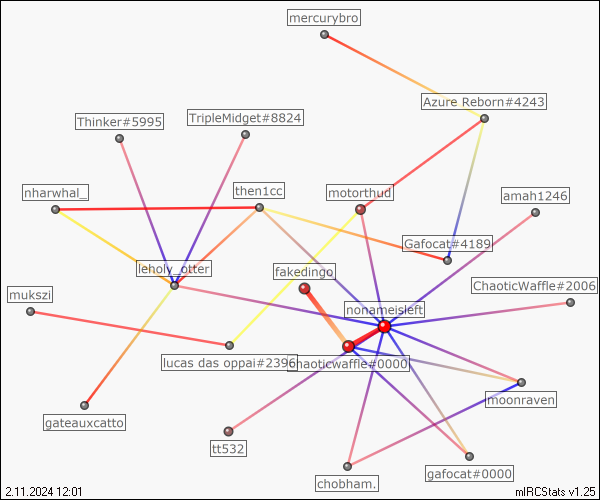 mercurybro
Azure Reborn#4243
Thinker#5995
TripleMidget#8824
nharwhal_
then1cc
motorthud
amah1246
Gafocat#4189
leholy_otter
fakedingo
ChaoticWaffle#2006
mukszi
nonameisleft
lucas das oppai#2396
chaoticwaffle#0000
moonraven
gateauxcatto
tt532
chobham.
gafocat#0000
2.11.2024 12:01
mIRCStats v1.25